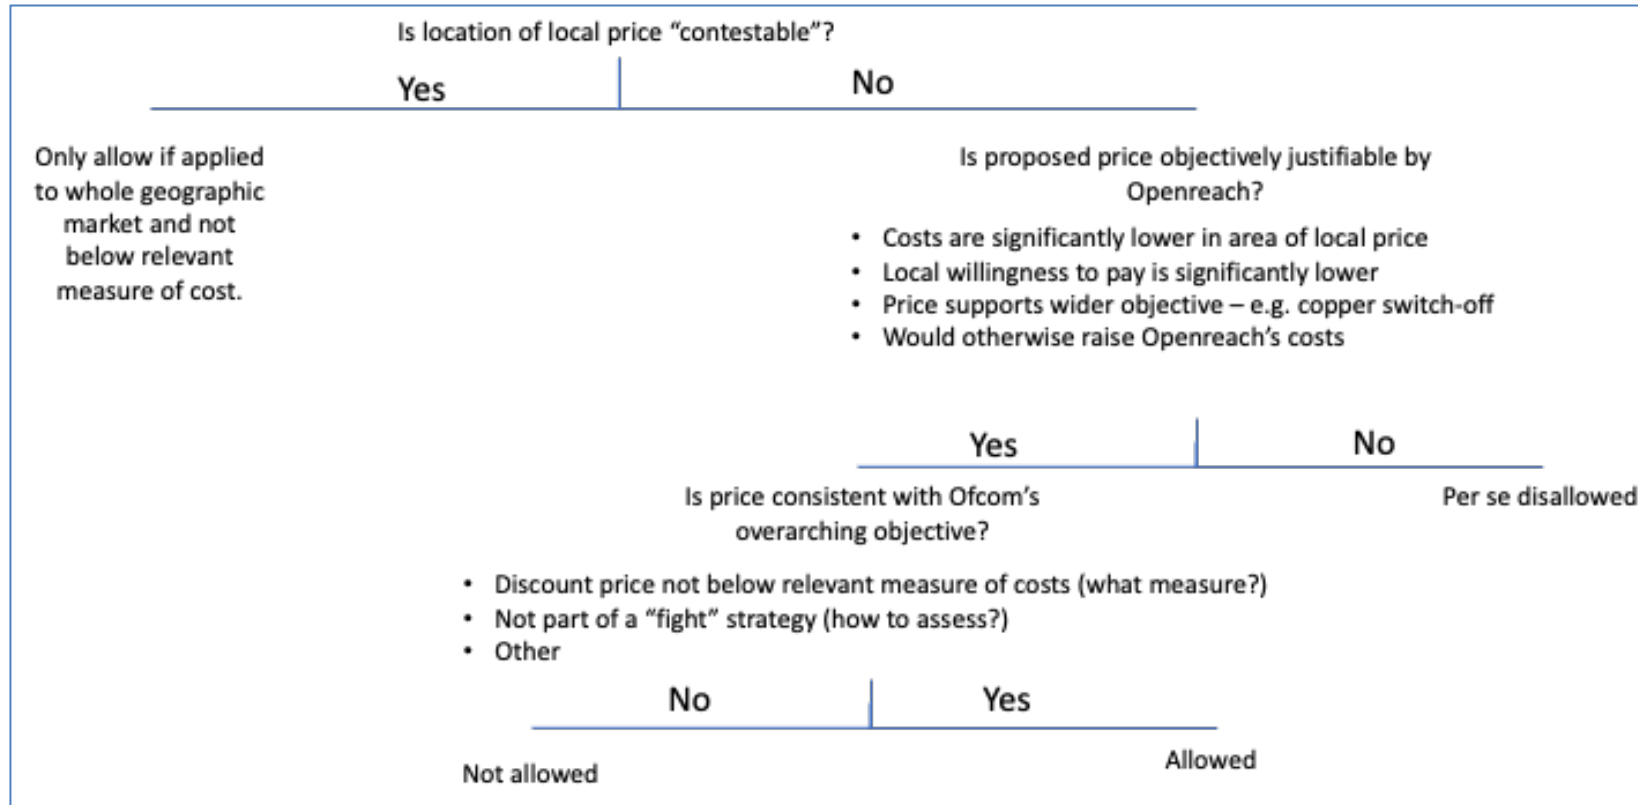 Is location of local price “contestable”?
Yes
No
Only allow if applied
to whole geographic
market and not
below relevant
measure of cost.
Is proposed price objectively justifiable by
Openreach?
• Costs are significantly lower in area of local price
• Local willingness to pay is significantly lower
• Price supports wider objective – e.g. copper switch-off
• Would otherwise raise Openreach’s costs
Yes
No
Is price consistent with Ofcom’s
overarching objective?
Per se disallowed
• Discount price not below relevant measure of costs (what measure?)
• Not part of a “fight” strategy (how to assess?)
• Other
No
Yes
Not allowed
Allowed